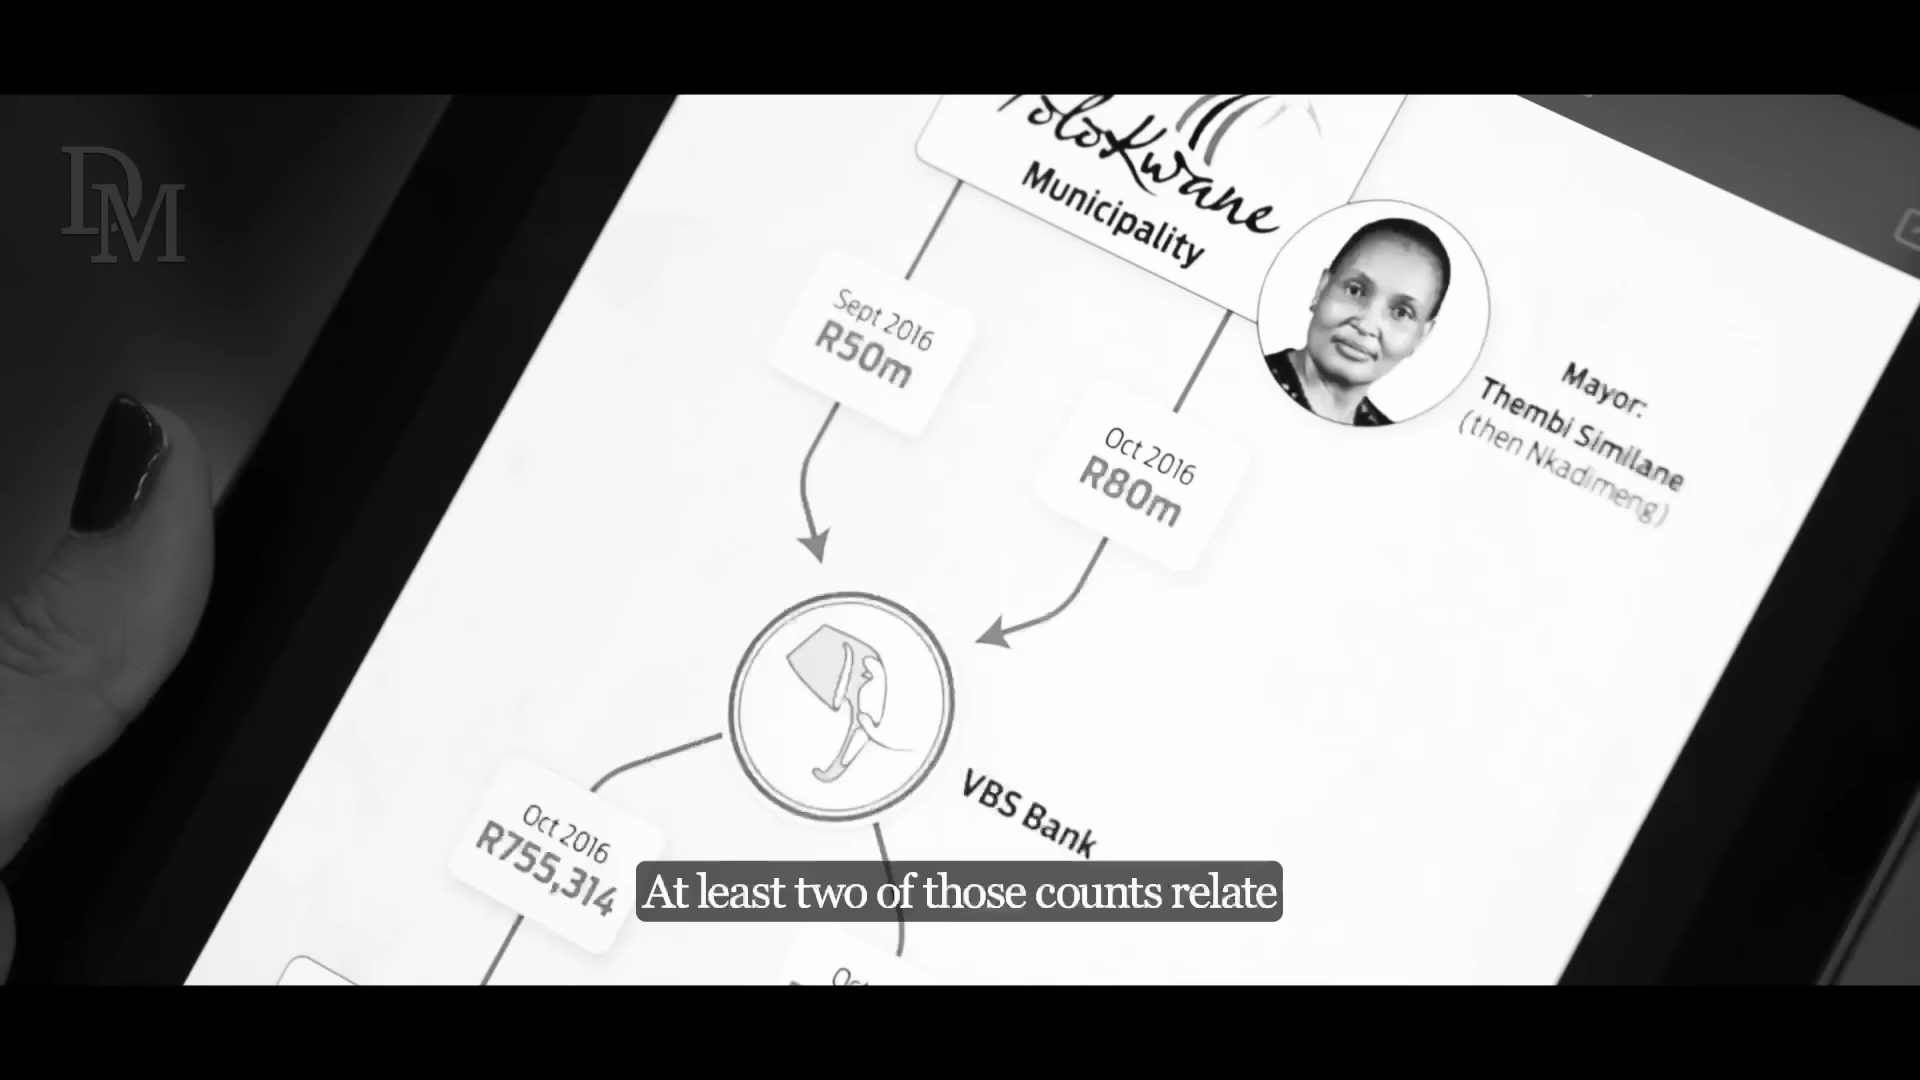 DM
Polokwane
Municipality
Sept 2016
R50m
Mayor:
Thembi Similane
(then Nkadimeng)
Oct 2016
R80m
VBS Bank
Oct 2016
R755,314
At least two of those counts relate
Oct